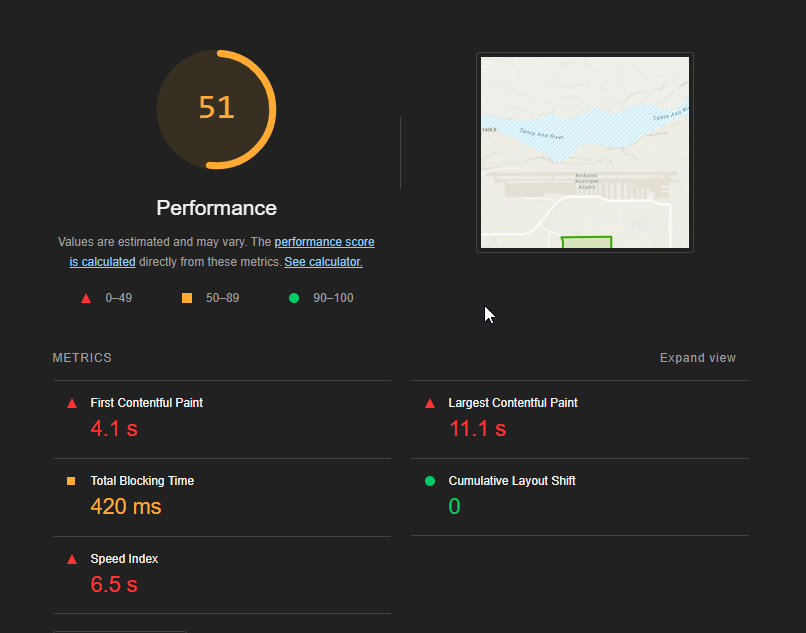 51
Performance
Values are estimated and may vary. The performance score
is calculated directly from these metrics. See calculator.
0–49
50–89
90–100
Santa Ana River
Santa Ana
Redlands
Municipal
Airport
METRICS
Expand view
First Contentful Paint
4.1 s
Largest Contentful Paint
11.1 s
Total Blocking Time
420 ms
Cumulative Layout Shift
0
Speed Index
6.5 s